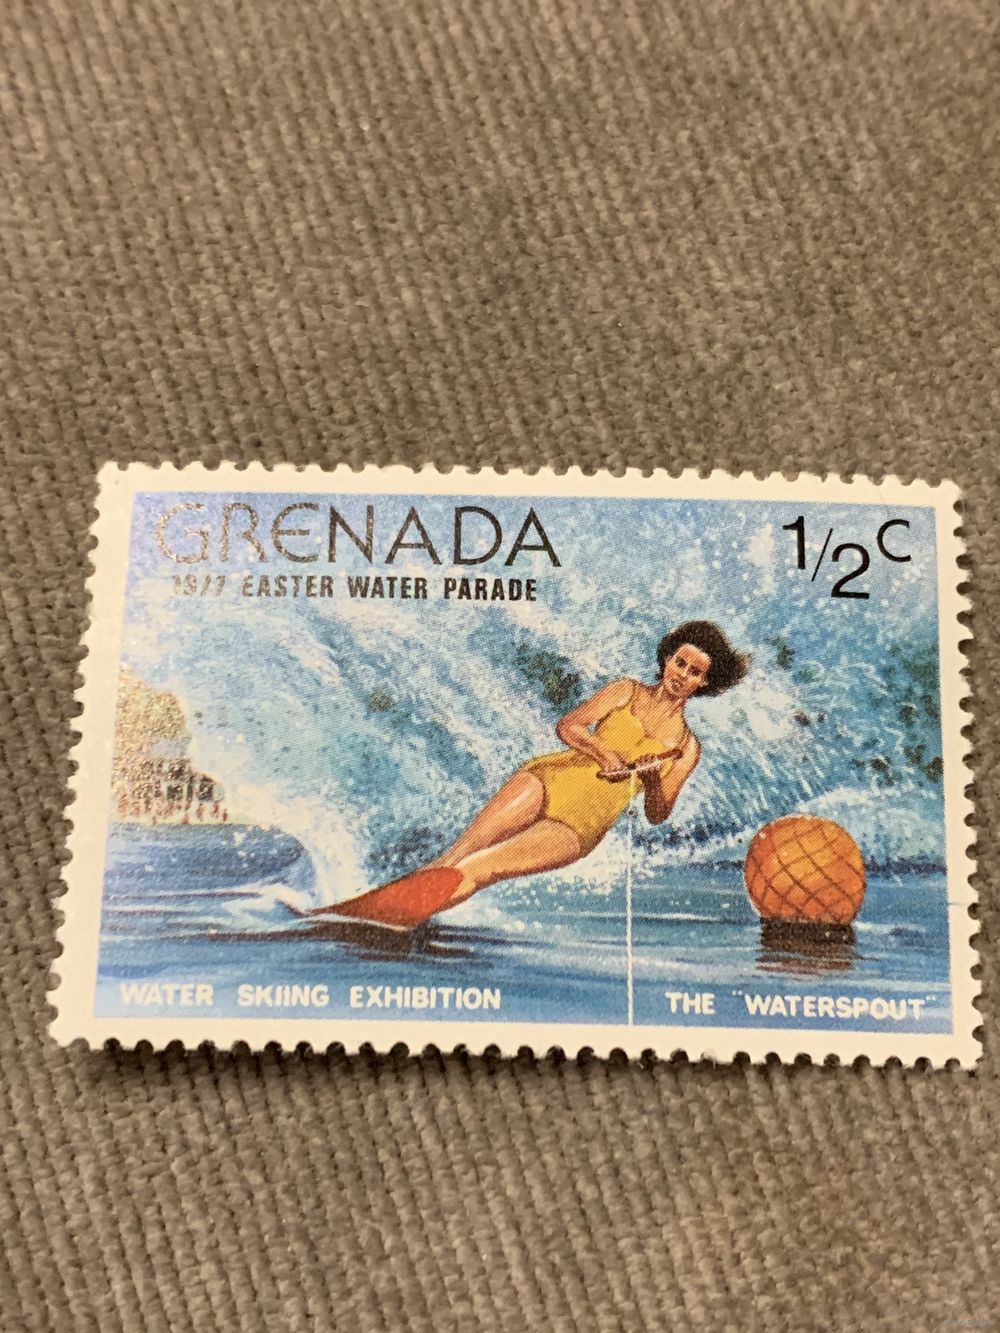 GRENADA
1/2C
1977 EASTER WATER PARADE
WATER SKIING EXHIBITION
THE "WATERSPOUT"